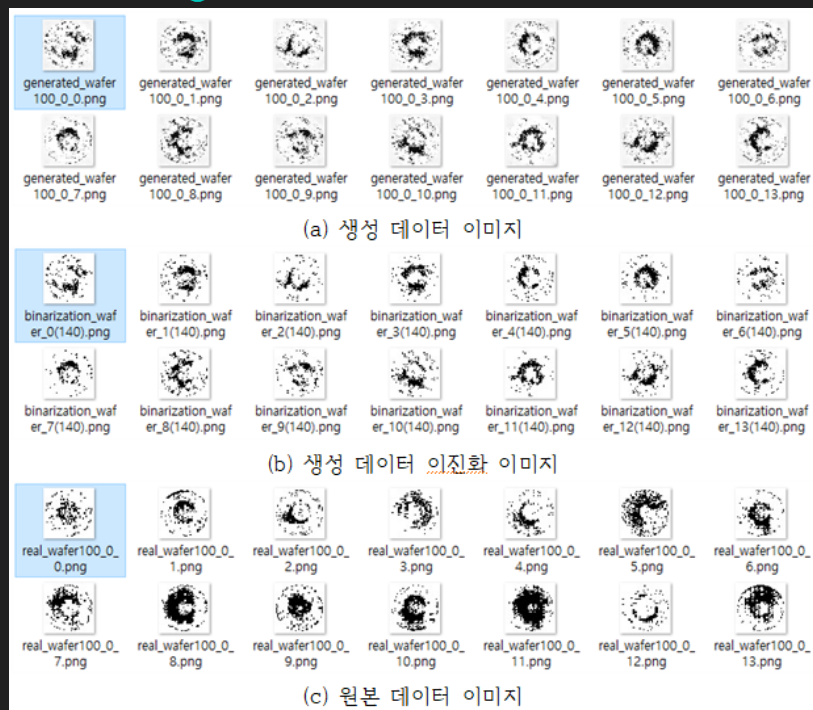 generated_wafer
100_0_0.png
generated_wafer
100_0_1.png
generated_wafer
100_0_2.png
generated_wafer
100_0_3.png
generated_wafer
100_0_4.png
generated_wafer
100_0_5.png
generated_wafer
100_0_6.png
generated_wafer
100_0_7.png
generated_wafer
100_0_8.png
generated_wafer
100_0_9.png
generated_wafer
100_0_10.png
generated_wafer
100_0_11.png
generated_wafer
100_0_12.png
generated_wafer
100_0_13.png
(a) 생성 데이터 이미지
binarization_waf
er_0(140).png
binarization_waf
er_1(140).png
binarization_waf
er_2(140).png
binarization_waf
er_3(140).png
binarization_waf
er_4(140).png
binarization_waf
er_5(140).png
binarization_waf
er_6(140).png
binarization_waf
er_7(140).png
binarization_waf
er_8(140).png
binarization_waf
er_9(140).png
binarization_waf
er_10(140).png
binarization_waf
er_11(140).png
binarization_waf
er_12(140).png
binarization_waf
er_13(140).png
(b) 생성 데이터 이진화 이미지
real_wafer100_0_
0.png
real_wafer100_0_
1.png
real_wafer100_0_
2.png
real_wafer100_0_
3.png
real_wafer100_0_
4.png
real_wafer100_0_
5.png
real_wafer100_0_
6.png
real_wafer100_0_
7.png
real_wafer100_0_
8.png
real_wafer100_0_
9.png
real_wafer100_0_
10.png
real_wafer100_0_
11.png
real_wafer100_0_
12.png
real_wafer100_0_
13.png
(c) 원본 데이터 이미지